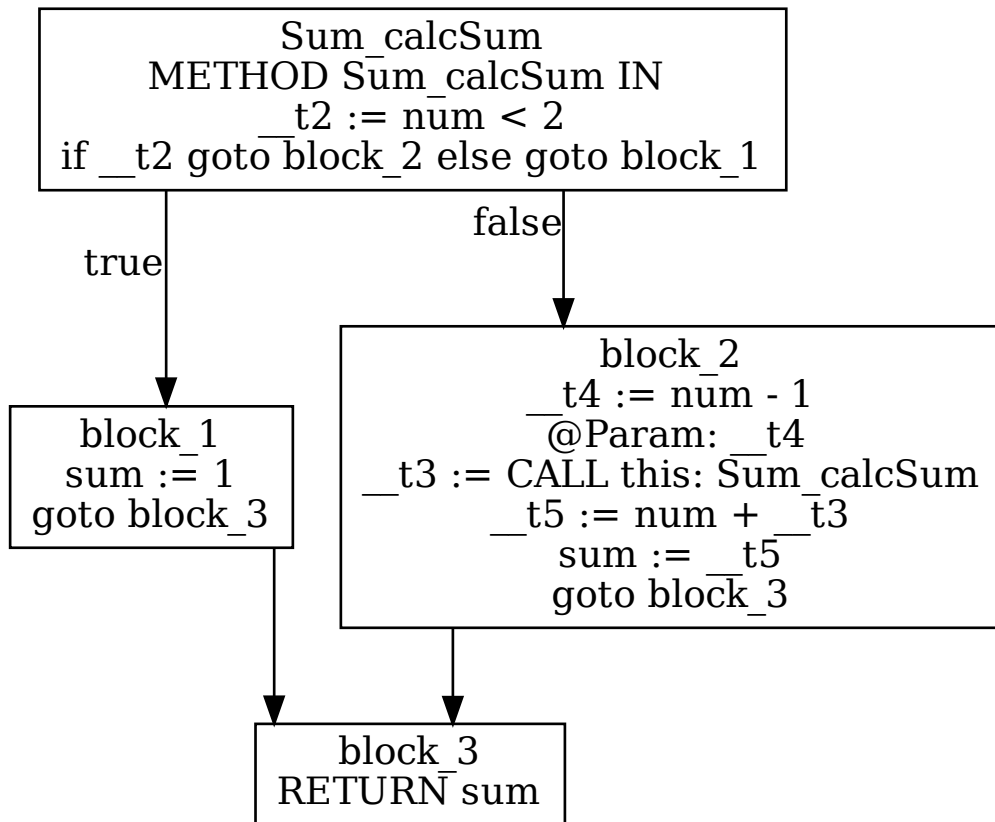 Sum_calcSum
METHOD Sum_calcSum IN
__t2 := num < 2
if __t2 goto block_2 else goto block_1
true
false
block_1
sum := 1
goto block_3
block_2
__t4 := num - 1
@Param: __t4
__t3 := CALL this: Sum_calcSum
__t5 := num + __t3
sum := __t5
goto block_3
block_3
RETURN sum